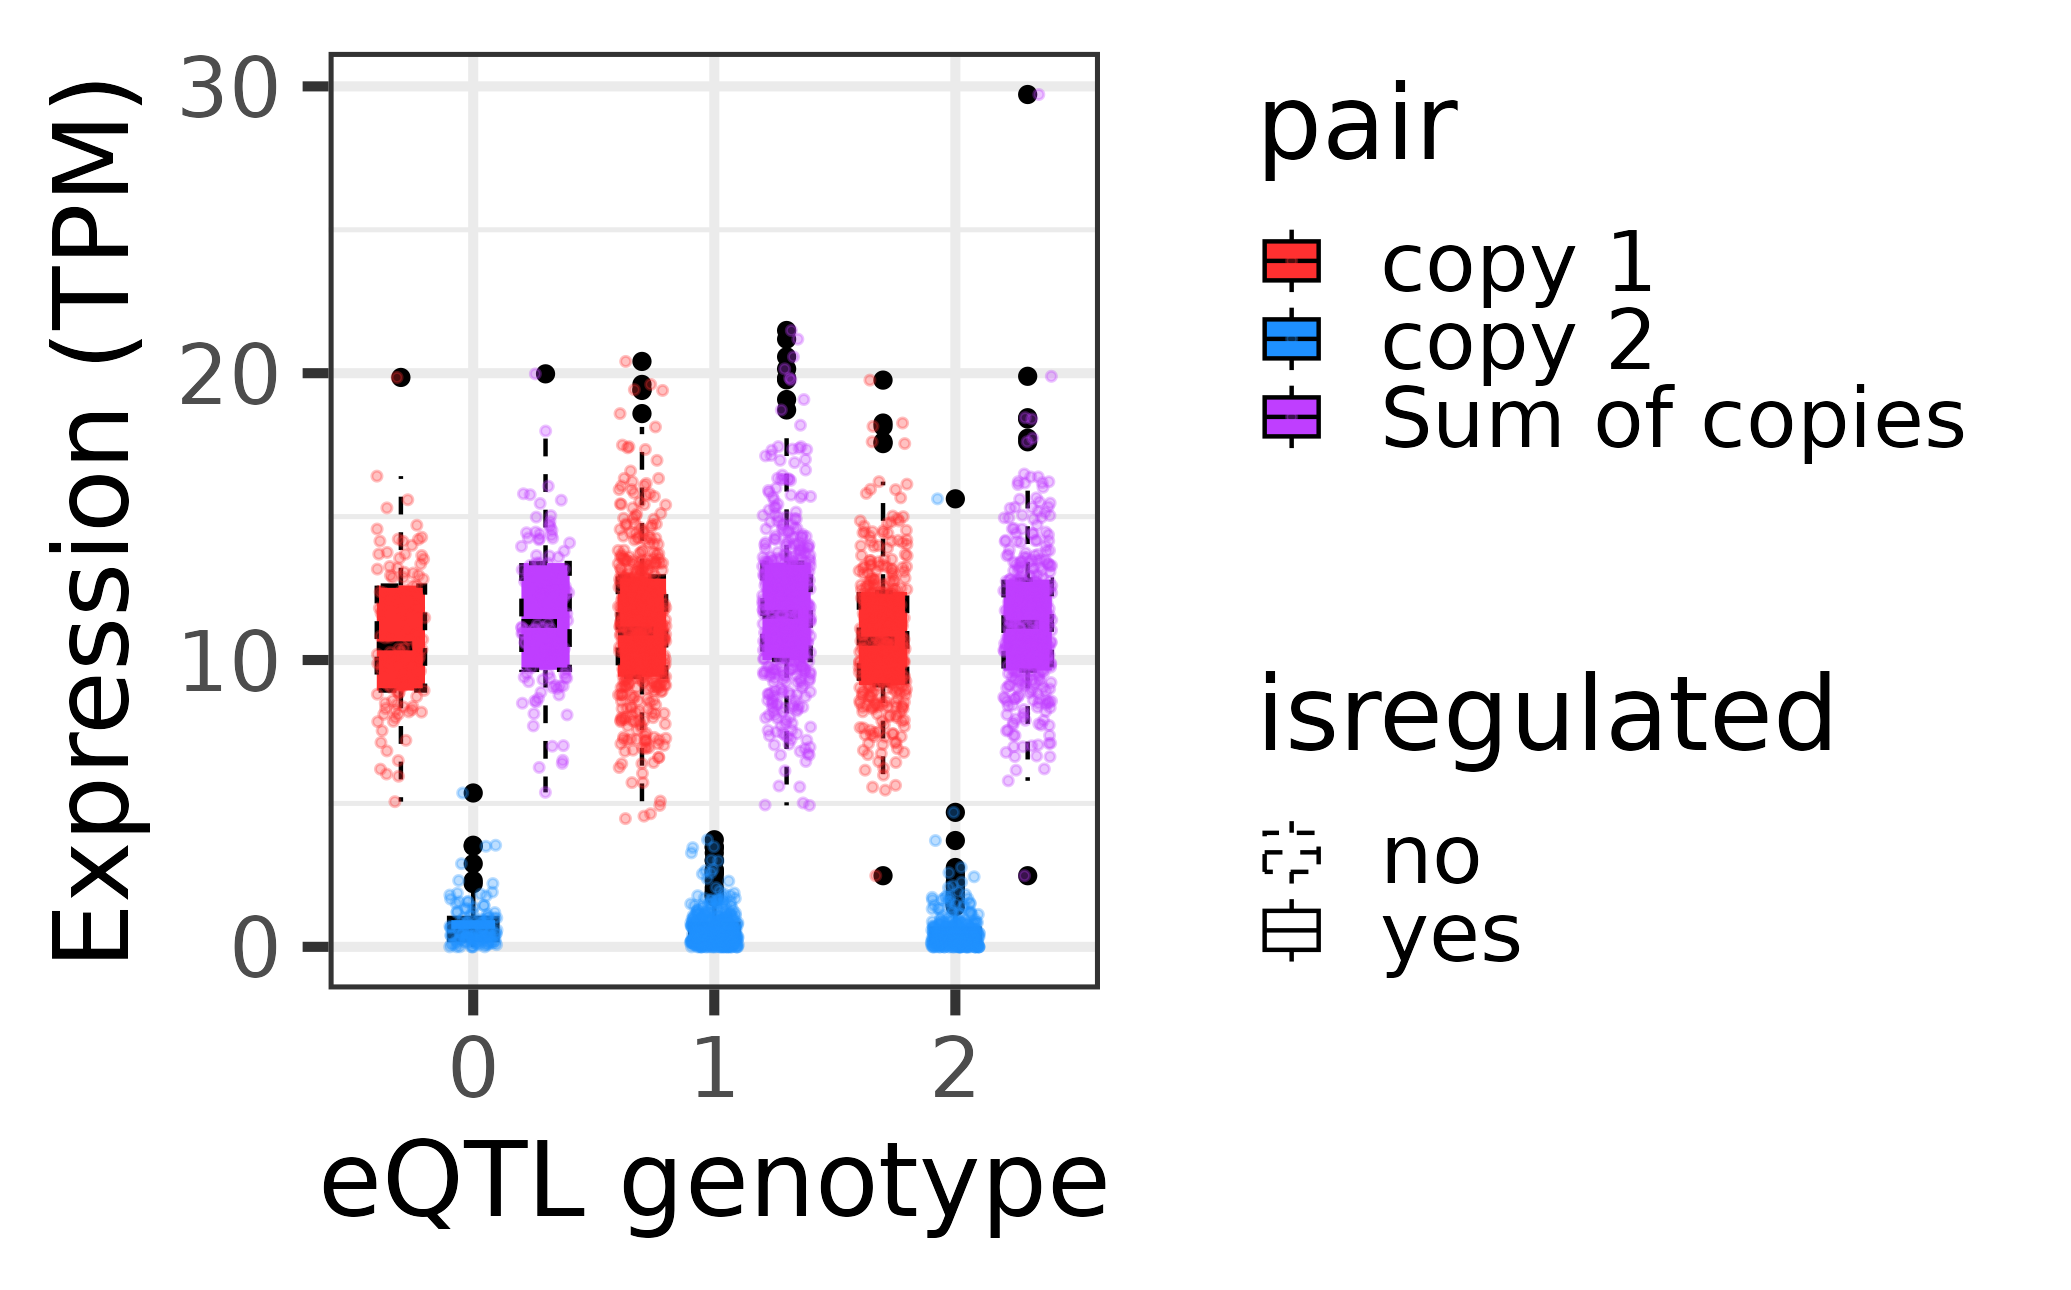 Expression (TPM)
30
20
10
0
0 1 2
eQTL genotype
pair
copy 1
copy 2
Sum of copies
isregulated
no
yes